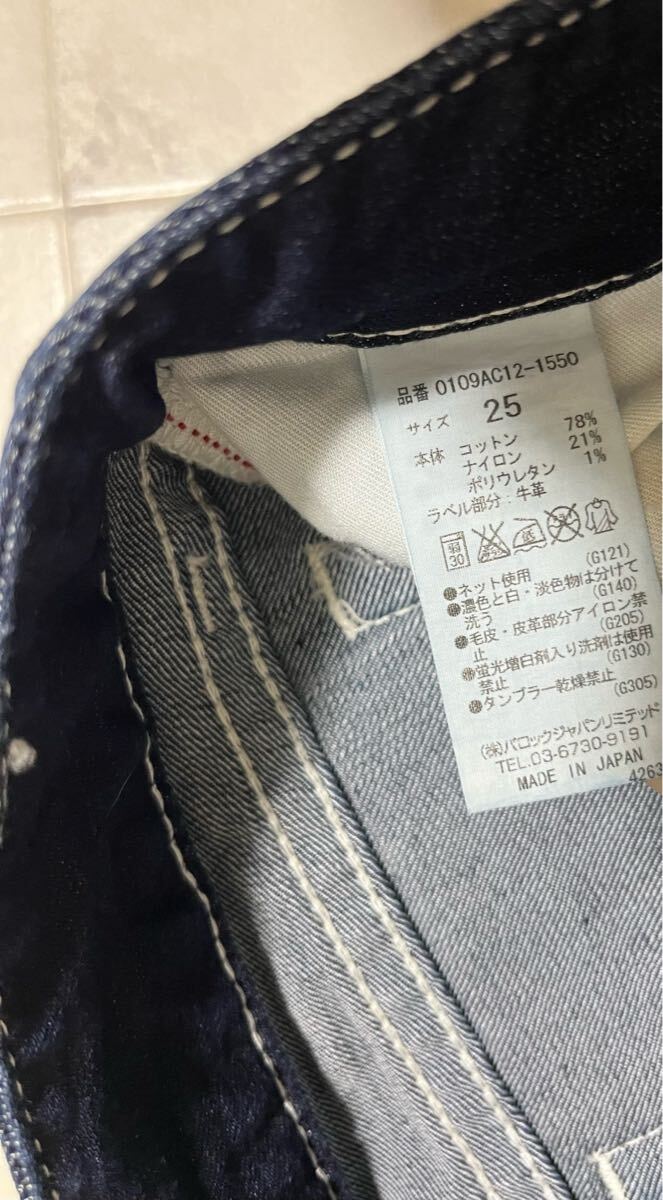 品番 0109AC12-1550
サイズ 25
本体 コットン 78%
ナイロン 21%
ポリウレタン 1%
ラベル部分:牛革
弱 30 低
●ネット使用 (G121)
●濃色と白・淡色物は分けて
洗う (G140)
●毛皮・皮革部分アイロン禁
止 (G205)
●蛍光増白剤入り洗剤は使用
禁止 (G130)
●タンブラー乾燥禁止 (G305)
(株)バロックジャパンリミテッド
TEL.03-6730-9191
MADE IN JAPAN
4263